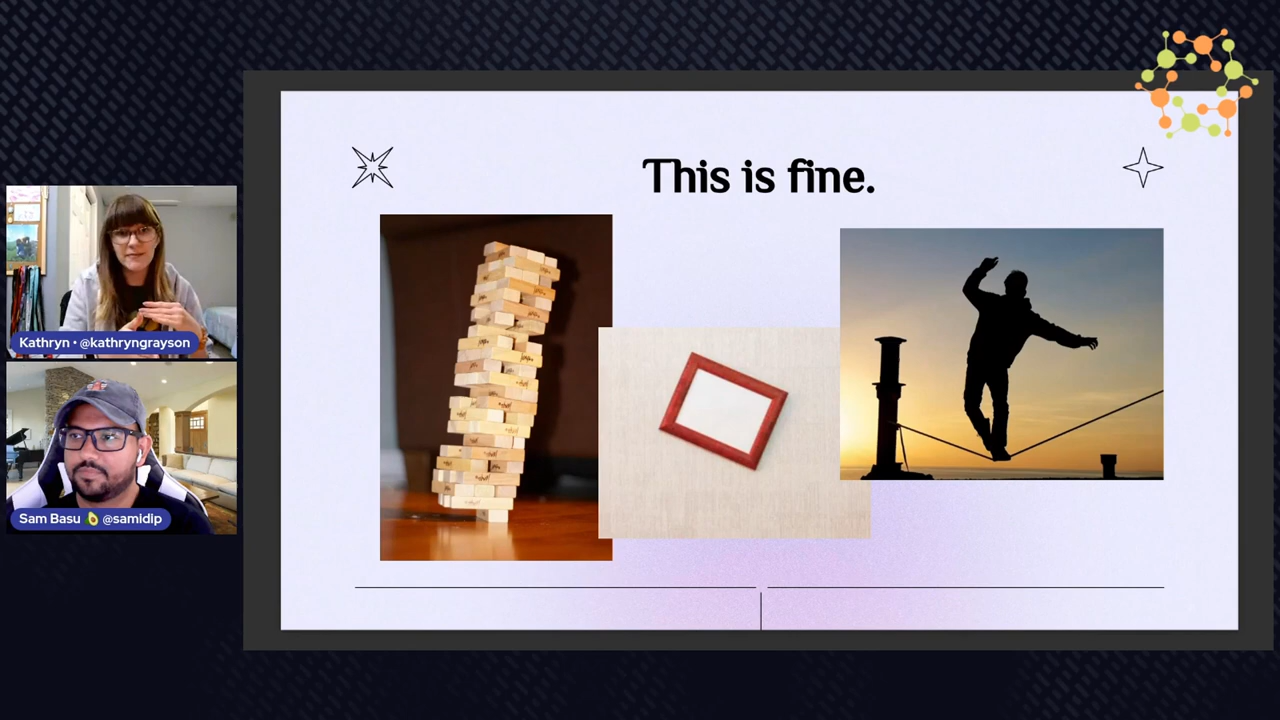 This is fine.
Kathryn • @kathryngrayson
Sam Basu 🥑 @samidip